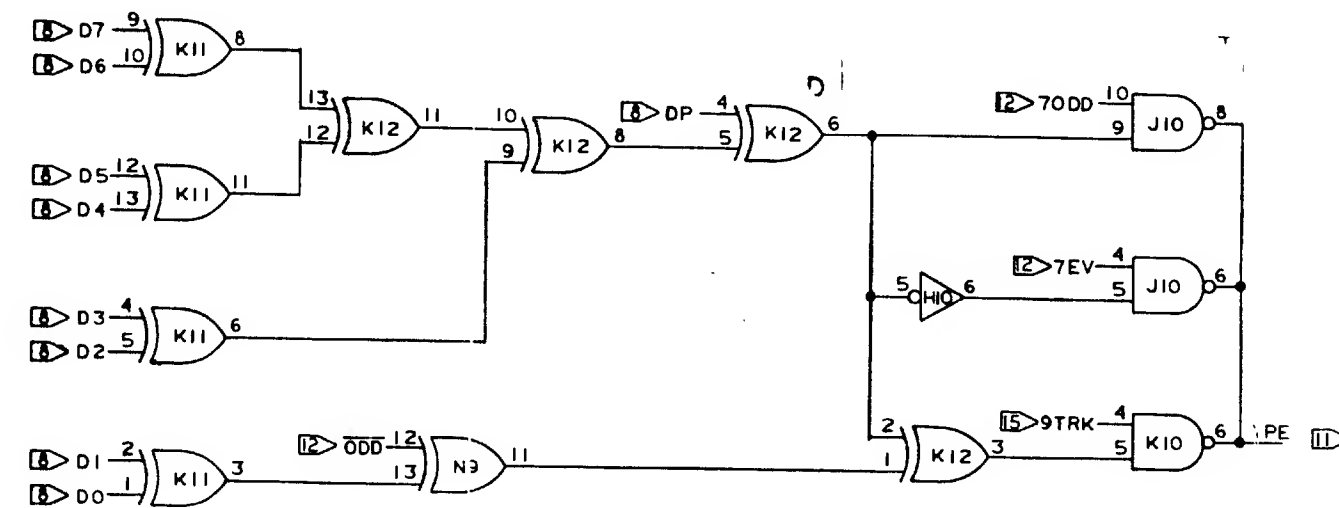 8 D7 9 K11 8
8 D6 10
13 K12 11
12
8 D5 12 K11 11
8 D4 13
10 K12 8
9
8 DP 4 K12 6
5
12 7ODD 10 J10 8
9
12 7EV 4 J10 6
5 H10 6 5
8 D3 4 K11 6
8 D2 5
15 9TRK 4 K10 6 PE 11
5
2 K12 3
1
12 ODD 12 N9 11
13
8 D1 2 K11 3
8 D0 1